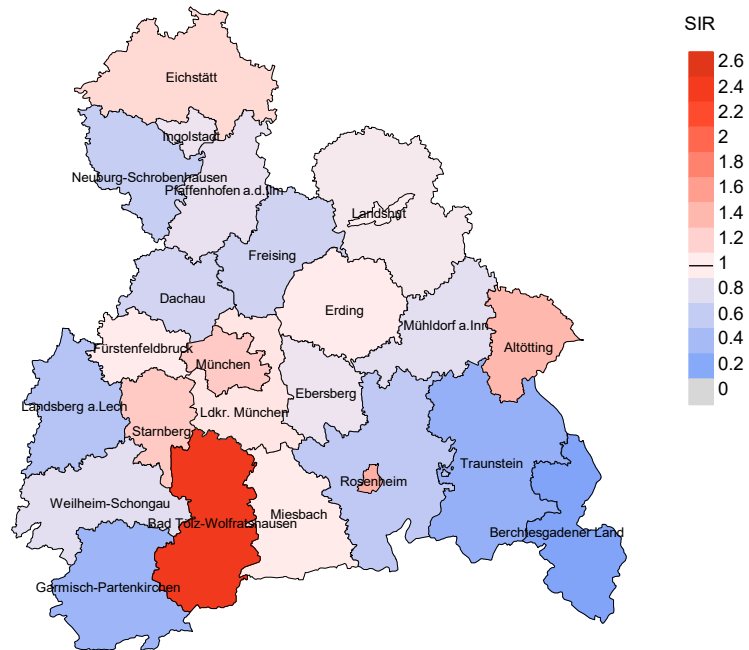 SIR
2.6
2.4
2.2
2
1.8
1.6
1.4
1.2
1
0.8
0.6
0.4
0.2
0
Eichstätt
Ingolstadt
Neuburg-Schrobenhausen
Pfaffenhofen a.d.Ilm
Landshut
Freising
Dachau
Erding
Mühldorf a.Inn
Altötting
Fürstenfeldbruck
München
Ebersberg
Landsberg a.Lech
Ldkr. München
Starnberg
Traunstein
Rosenheim
Weilheim-Schongau
Miesbach
Bad Tölz-Wolfratshausen
Berchtesgadener Land
Garmisch-Partenkirchen